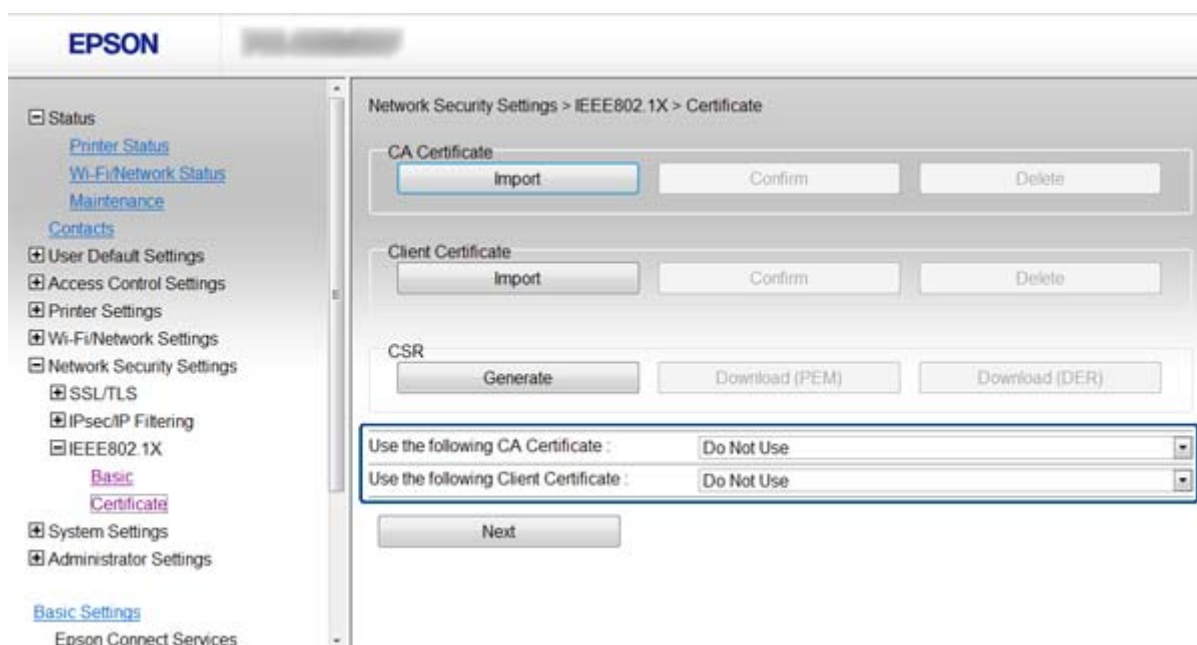 EPSON
Status
Printer Status
Wi-Fi/Network Status
Maintenance
Contacts
User Default Settings
Access Control Settings
Printer Settings
Wi-Fi/Network Settings
Network Security Settings
SSL/TLS
IPsec/IP Filtering
IEEE802.1X
Basic
Certificate
System Settings
Administrator Settings
Basic Settings
Epson Connect Services
Network Security Settings > IEEE802.1X > Certificate
CA Certificate
Import Confirm Delete
Client Certificate
Import Confirm Delete
CSR
Generate Download (PEM) Download (DER)
Use the following CA Certificate : Do Not Use
Use the following Client Certificate : Do Not Use
Next